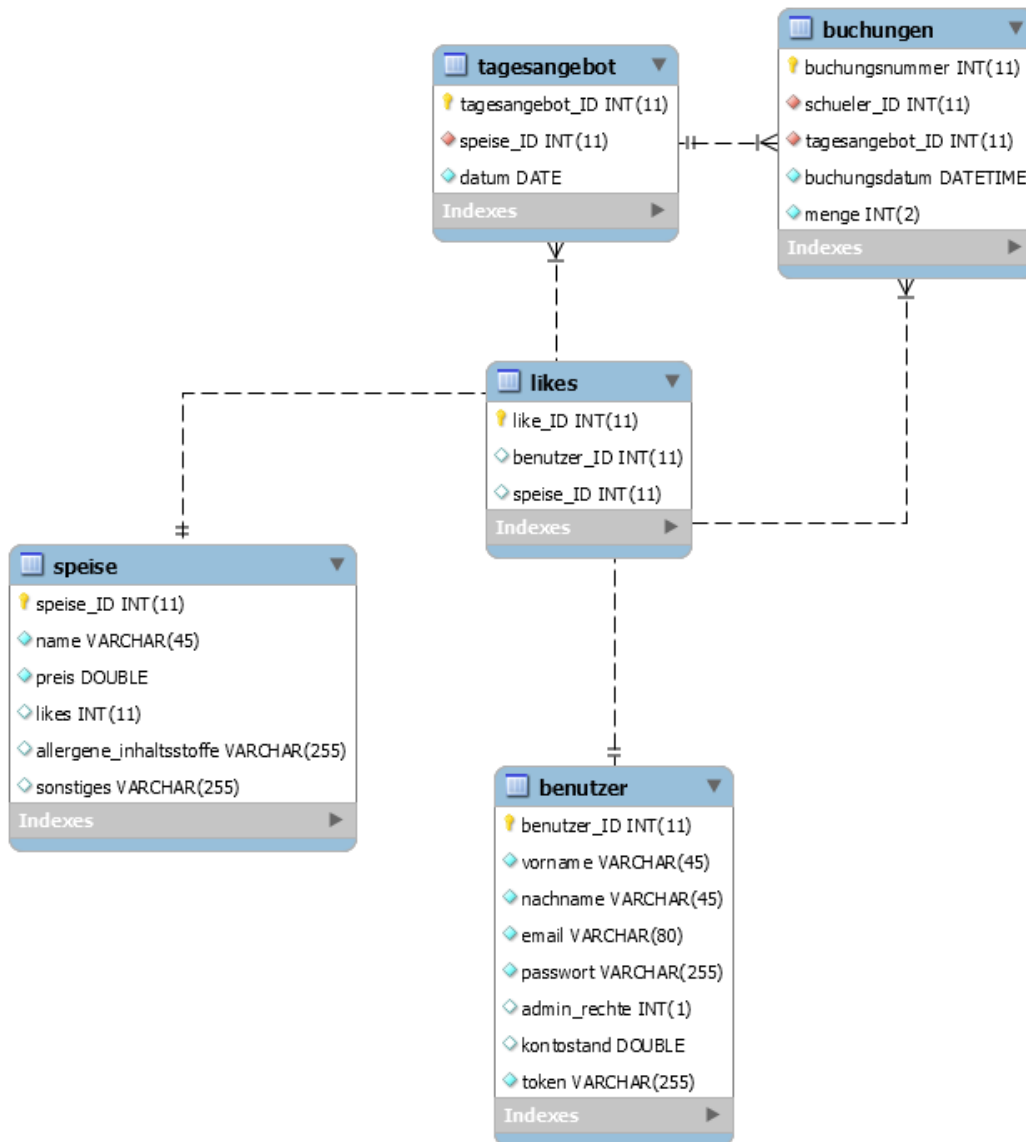 tagesangebot
tagesangebot_ID INT(11)
speise_ID INT(11)
datum DATE
Indexes
buchungen
buchungsnummer INT(11)
schueler_ID INT(11)
tagesangebot_ID INT(11)
buchungsdatum DATETIME
menge INT(2)
Indexes
likes
like_ID INT(11)
benutzer_ID INT(11)
speise_ID INT(11)
Indexes
speise
speise_ID INT(11)
name VARCHAR(45)
preis DOUBLE
likes INT(11)
allergene_inhaltsstoffe VARCHAR(255)
sonstiges VARCHAR(255)
Indexes
benutzer
benutzer_ID INT(11)
vorname VARCHAR(45)
nachname VARCHAR(45)
email VARCHAR(80)
passwort VARCHAR(255)
admin_rechte INT(1)
kontostand DOUBLE
token VARCHAR(255)
Indexes